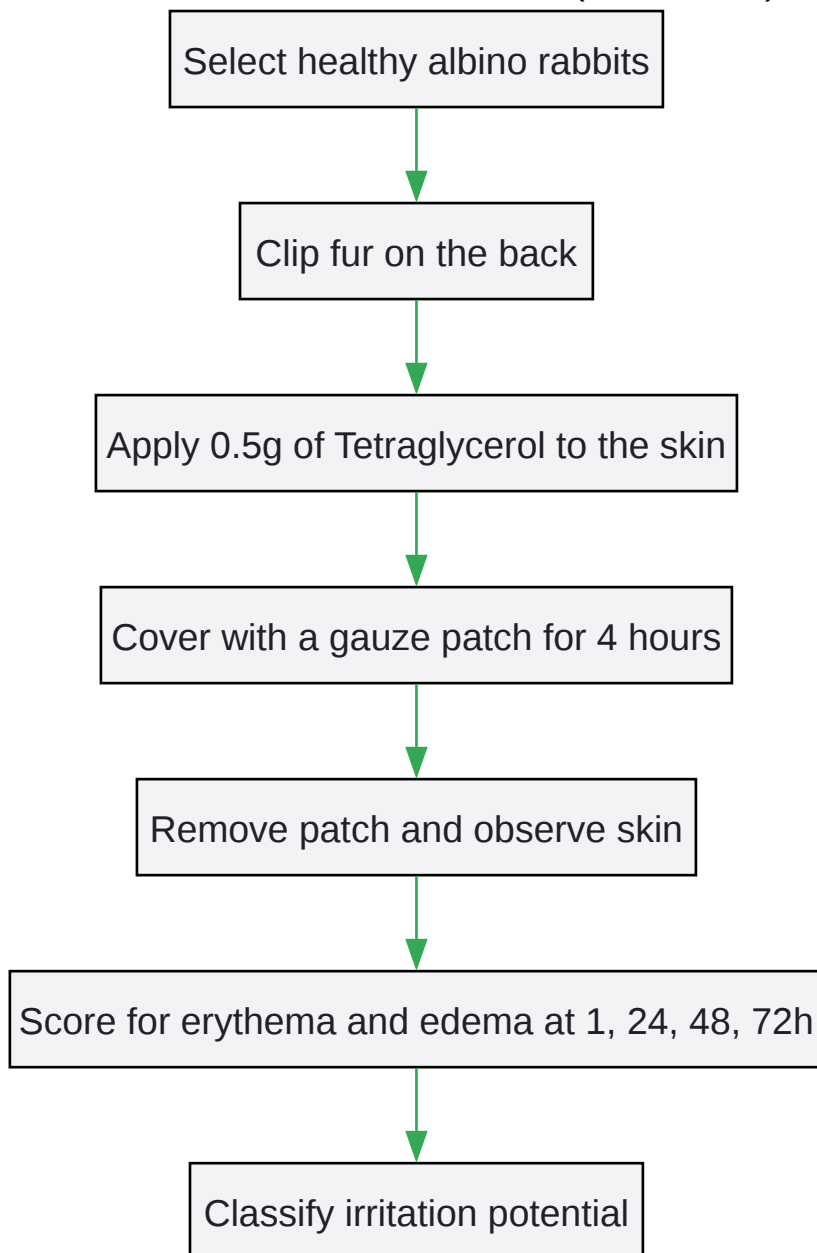 Select healthy albino rabbits
Clip fur on the back
Apply 0.5g of Tetraglycerol to the skin
Cover with a gauze patch for 4 hours
Remove patch and observe skin
Score for erythema and edema at 1, 24, 48, 72h
Classify irritation potential